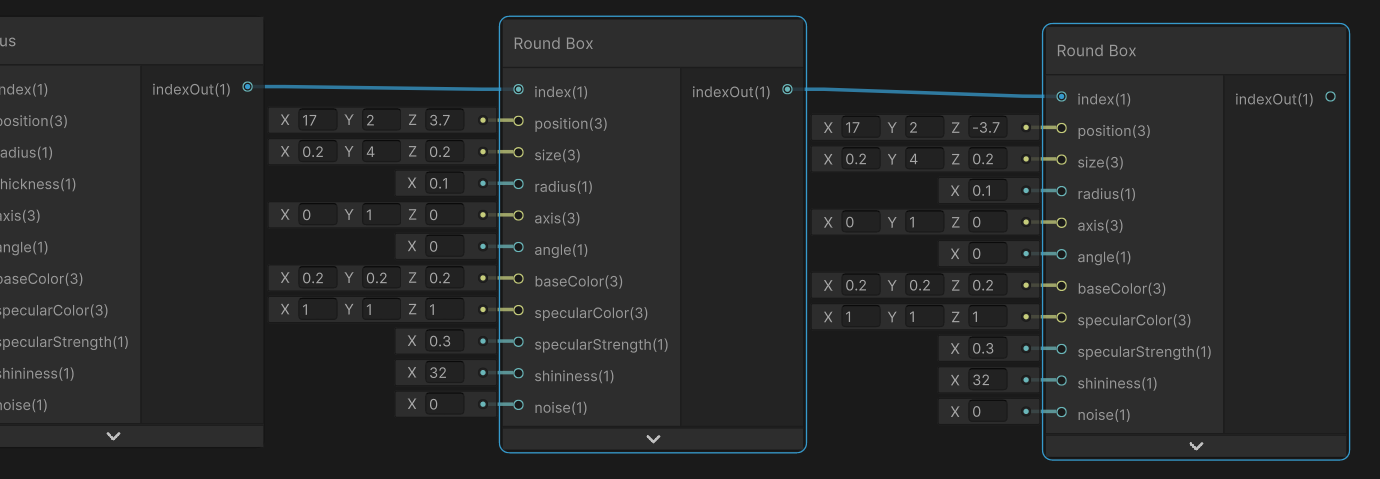 us
ndex(1) indexOut(1)
position(3)
adius(1)
hickness(1)
axis(3)
angle(1)
baseColor(3)
specularColor(3)
specularStrength(1)
shininess(1)
noise(1)
Round Box
index(1) indexOut(1)
X 17 Y 2 Z 3.7 position(3)
X 0.2 Y 4 Z 0.2 size(3)
X 0.1 radius(1)
X 0 Y 1 Z 0 axis(3)
X 0 angle(1)
X 0.2 Y 0.2 Z 0.2 baseColor(3)
X 1 Y 1 Z 1 specularColor(3)
X 0.3 specularStrength(1)
X 32 shininess(1)
X 0 noise(1)
Round Box
index(1) indexOut(1)
X 17 Y 2 Z -3.7 position(3)
X 0.2 Y 4 Z 0.2 size(3)
X 0.1 radius(1)
X 0 Y 1 Z 0 axis(3)
X 0 angle(1)
X 0.2 Y 0.2 Z 0.2 baseColor(3)
X 1 Y 1 Z 1 specularColor(3)
X 0.3 specularStrength(1)
X 32 shininess(1)
X 0 noise(1)